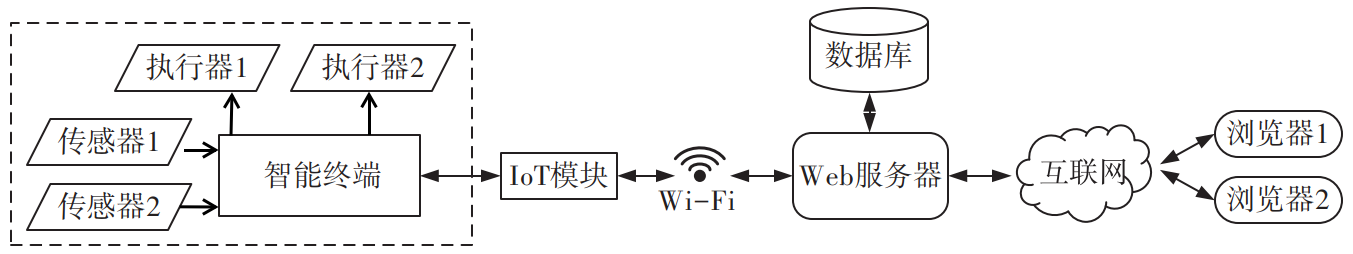 执行器1
执行器2
传感器1
传感器2
智能终端
IoT模块
Wi-Fi
数据库
Web服务器
互联网
浏览器1
浏览器2